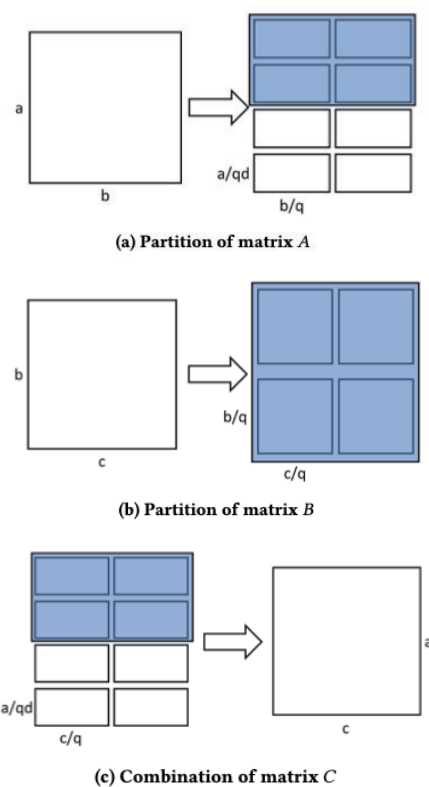 a
b
a/qd
b/q
(a) Partition of matrix A
b
c
b/q
c/q
(b) Partition of matrix B
a/qd
c/q
a
c
(c) Combination of matrix C